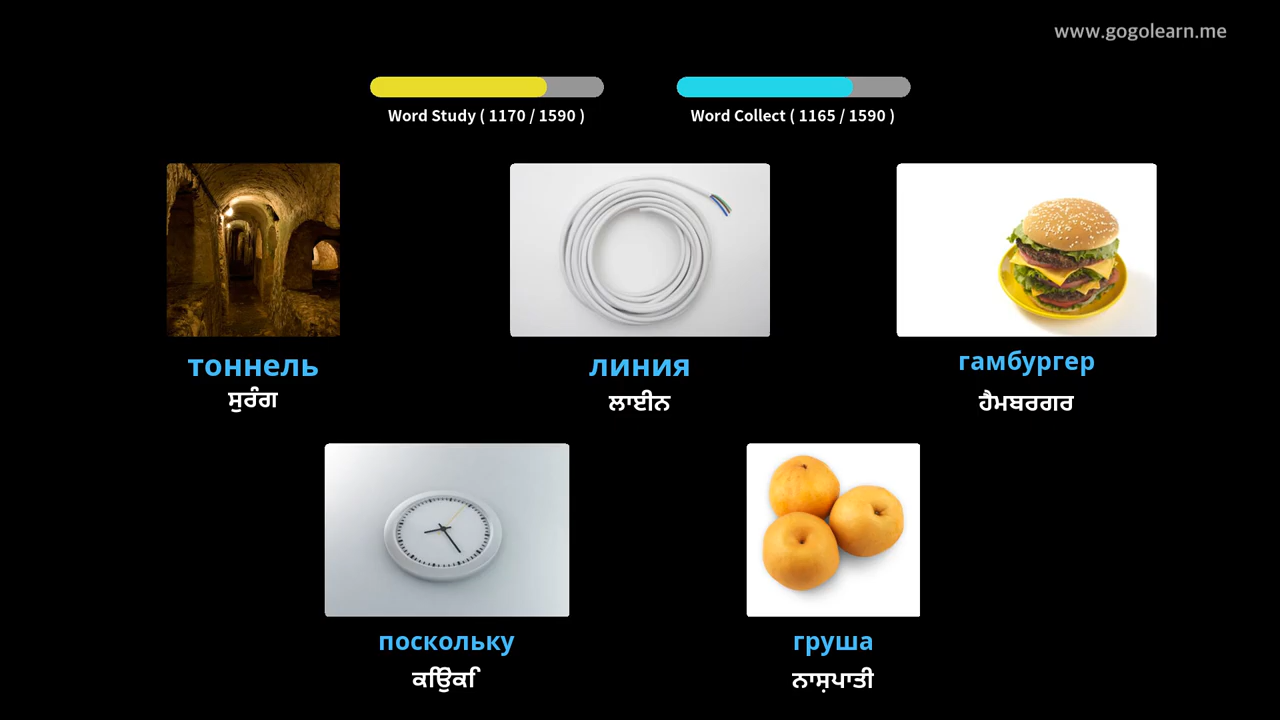 www.gogolearn.me
Word Study ( 1170 / 1590 )
Word Collect ( 1165 / 1590 )
тоннель
ਸੁਰੰਗ
линия
ਲਾਈਨ
гамбургер
ਹੈਮਬਰਗਰ
поскольку
ਕਿਉਂਕਿ
груша
ਨਾਸ਼ਪਾਤੀ